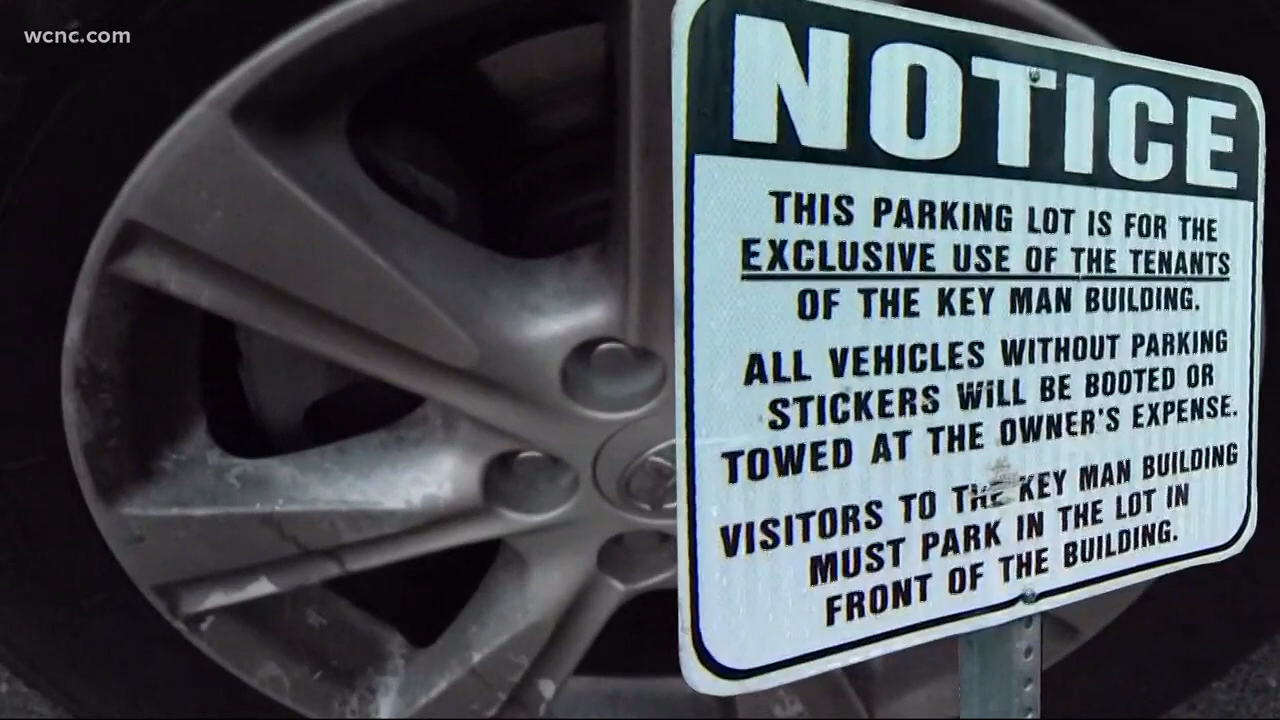 wcnc.com
NOTICE
THIS PARKING LOT IS FOR THE
EXCLUSIVE USE OF THE TENANTS
OF THE KEY MAN BUILDING.
ALL VEHICLES WITHOUT PARKING
STICKERS WiLL BE BOOTED OR
TOWED AT THE OWNER'S EXPENSE.
VISITORS TO THE KEY MAN BUILDING
MUST PARK IN THE LOT IN
FRONT OF THE BUILDING.